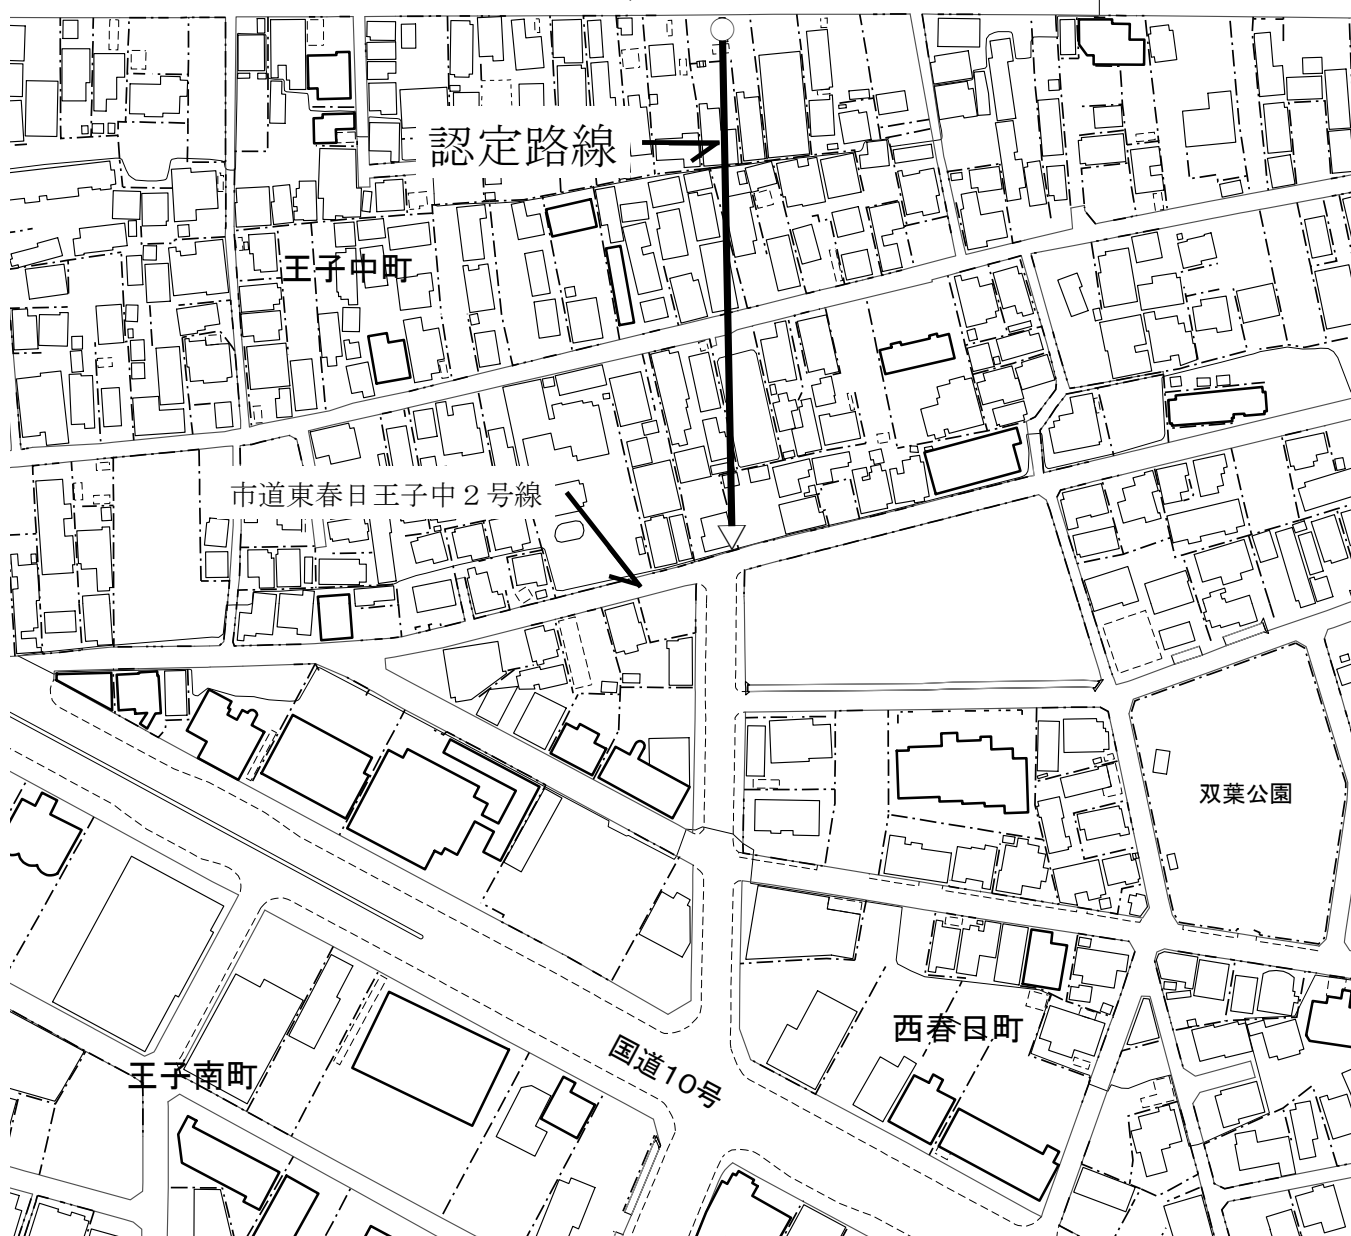 認定路線
王子中町
市道東春日王子中２号線
双葉公園
西春日町
国道10号
王子南町